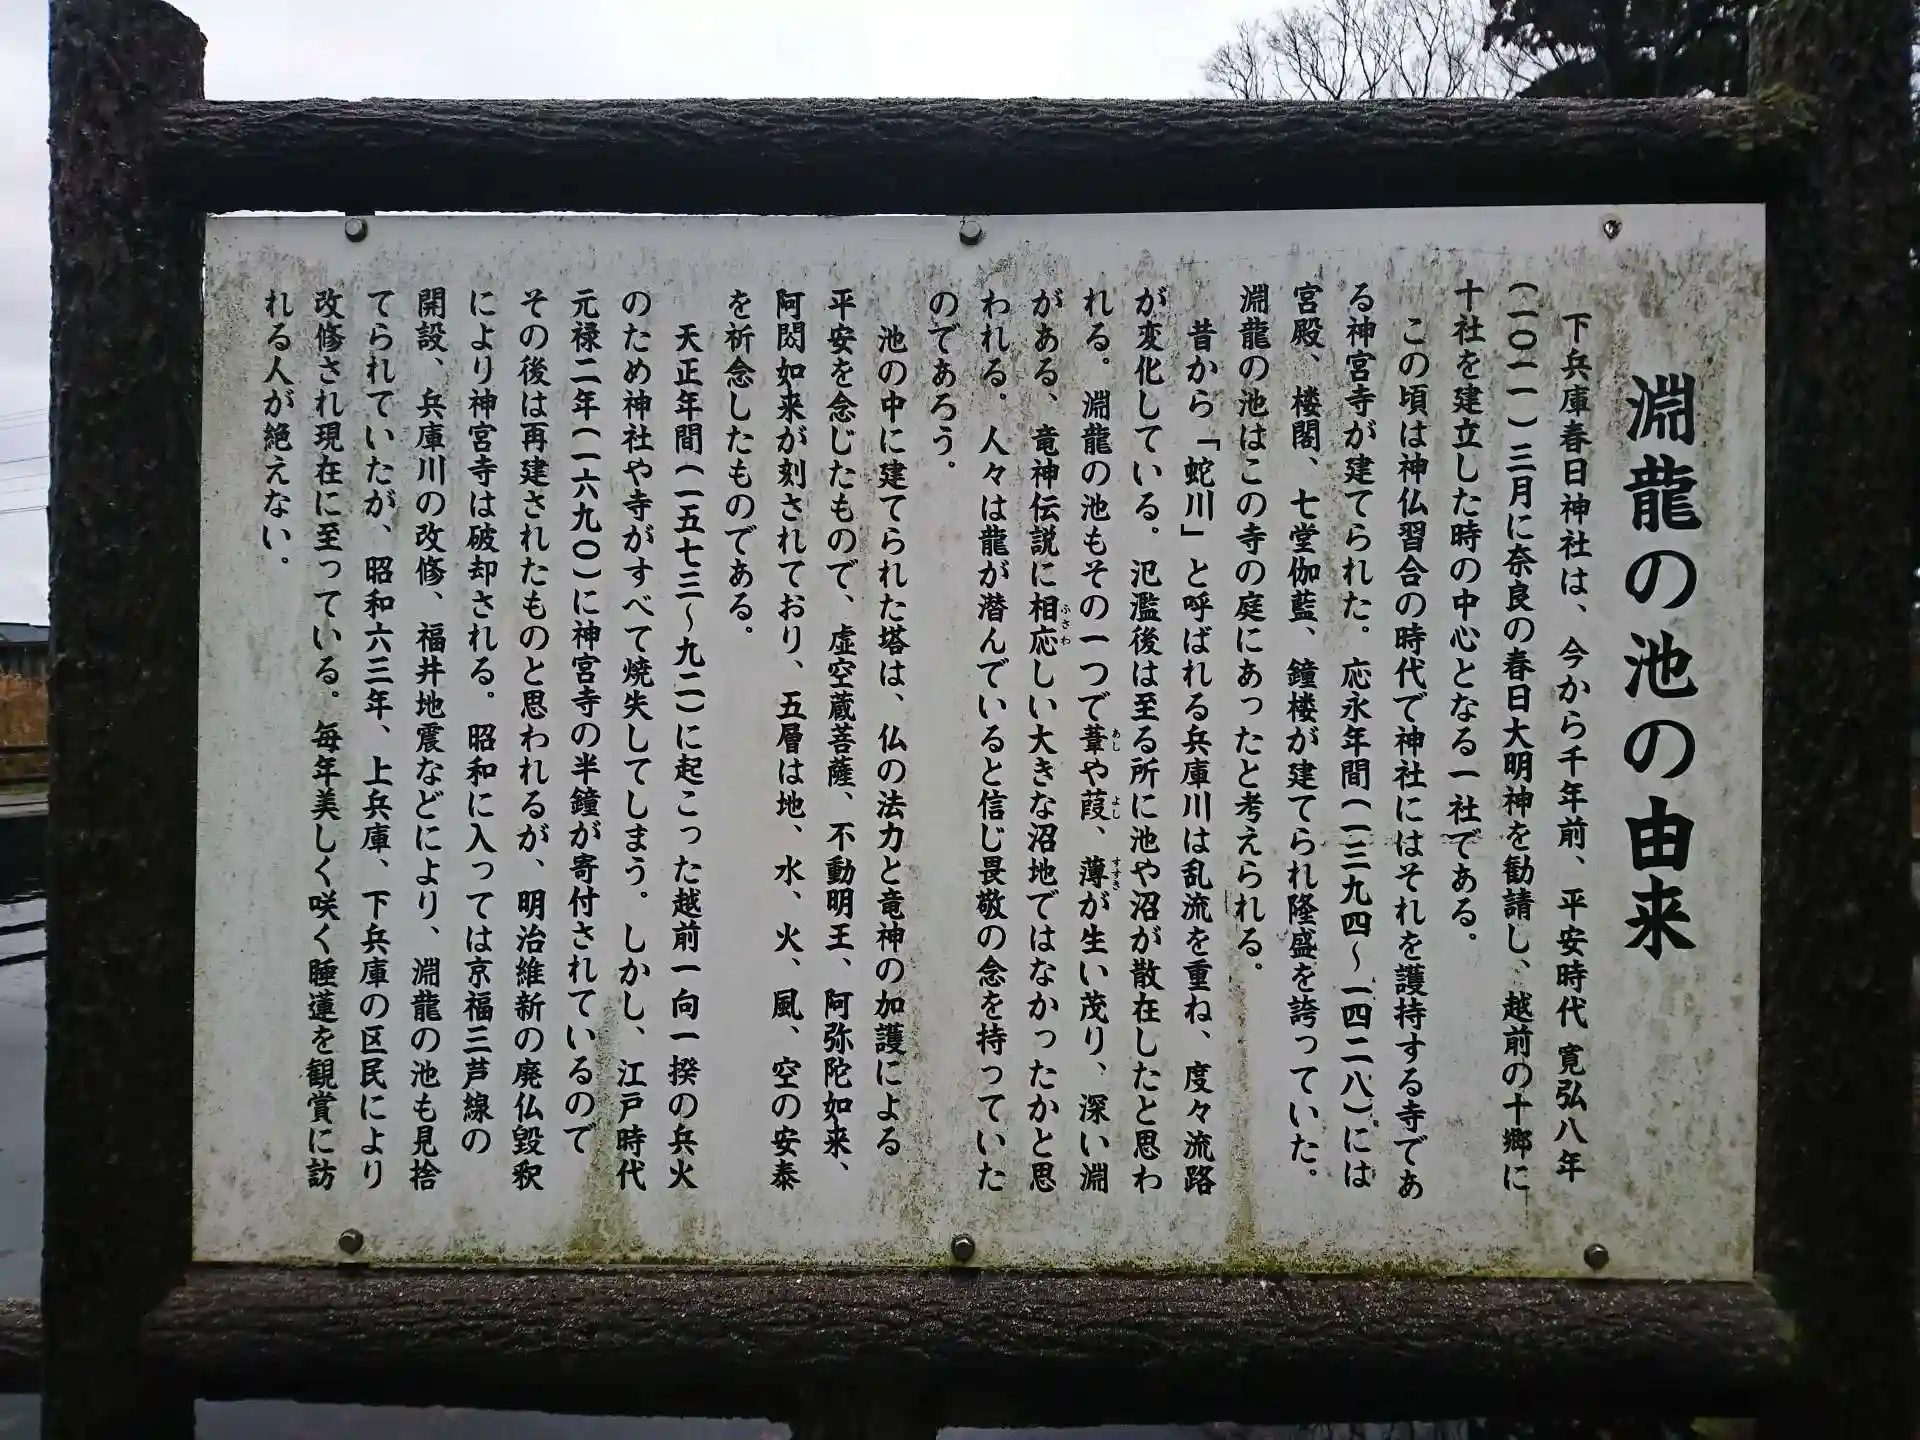 淵龍の池の由来
下兵庫春日神社は、今から千年前、平安時代 寛弘八年
(一〇一一)三月に奈良の春日大明神を勧請し、越前の十郷に
十社を建立した時の中心となる一社である。
この頃は神仏習合の時代で神社にはそれを護持する寺であ
る神宮寺が建てられた。応永年間(一三九四～一四二八)には
宮殿、楼閣、七堂伽藍、鐘楼が建てられ隆盛を誇っていた。
淵龍の池はこの寺の庭にあったと考えられる。
昔から「蛇川」と呼ばれる兵庫川は乱流を重ね、度々流路
が変化している。氾濫後は至る所に池や沼が散在したと思わ
れる。淵龍の池もその一つで葦あしや葭よし、薄すすきが生い茂り、深い淵
がある、竜神伝説に相応ふさわしい大きな沼地ではなかったかと思
われる。人々は龍が潜んでいると信じ畏敬の念を持っていた
のであろう。
池の中に建てられた塔は、仏の法力と竜神の加護による
平安を念じたもので、虚空蔵菩薩、不動明王、阿弥陀如来、
阿閦如来が刻されており、五層は地、水、火、風、空の安泰
を祈念したものである。
天正年間(一五七三～九二)に起こった越前一向一揆の兵火
のため神社や寺がすべて焼失してしまう。しかし、江戸時代
元禄二年(一六九〇)に神宮寺の半鐘が寄付されているので
その後は再建されたものと思われるが、明治維新の廃仏毀釈
により神宮寺は破却される。昭和に入っては京福三芦線の
開設、兵庫川の改修、福井地震などにより、淵龍の池も見捨
てられていたが、昭和六三年、上兵庫、下兵庫の区民により
改修され現在に至っている。毎年美しく咲く睡蓮を観賞に訪
れる人が絶えない。